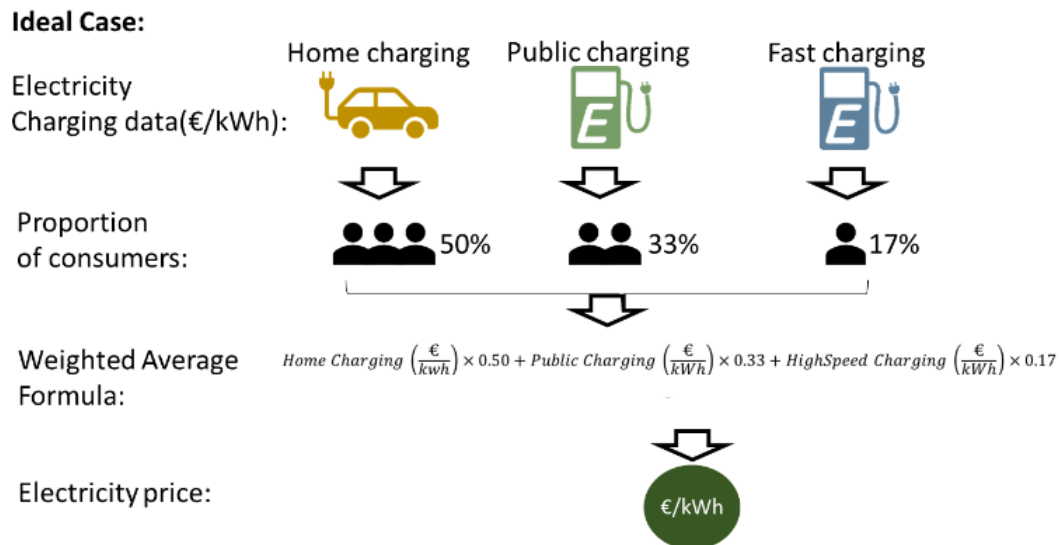 Ideal Case:
Home charging
Public charging
Fast charging
Electricity
Charging data(€/kWh):
E
E
Proportion
of consumers:
50%
33%
17%
Weighted Average
Formula:
Home Charging (€/kwh) × 0.50 + Public Charging (€/kWh) × 0.33 + HighSpeed Charging (€/kWh) × 0.17
Electricity price:
€/kWh